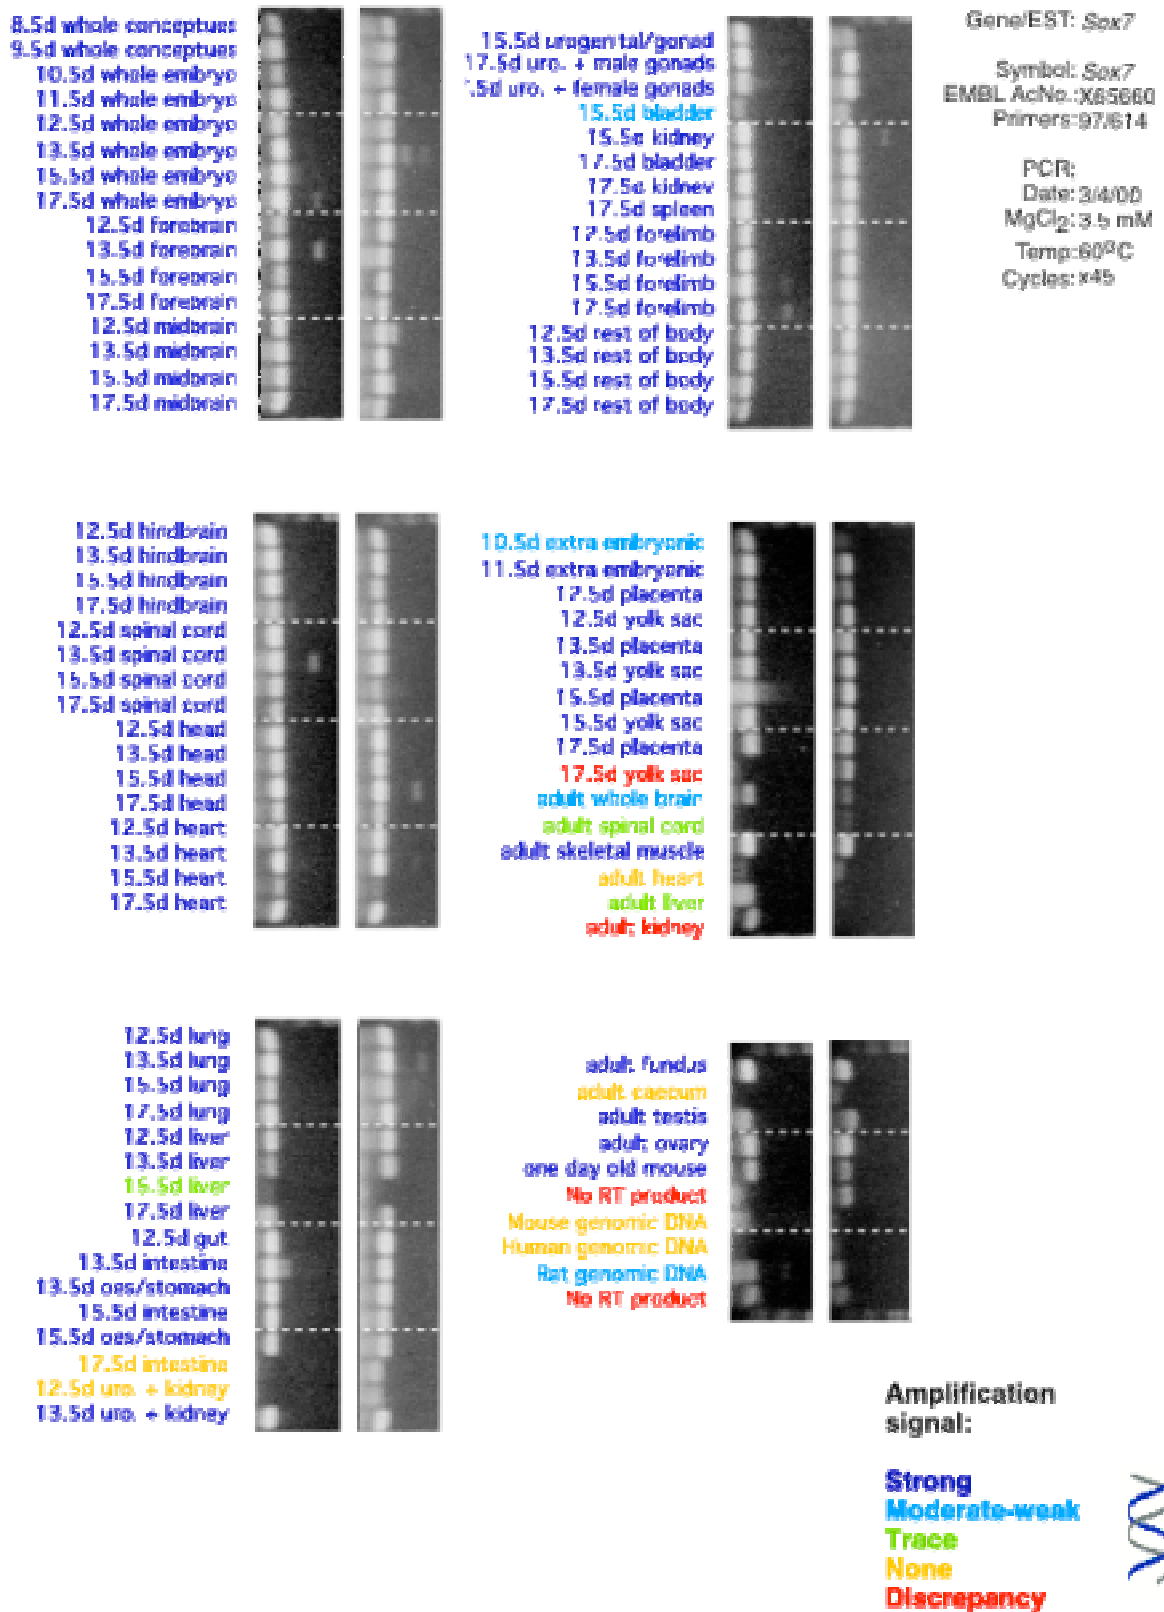 8.5d whole conceptues
9.5d whole conceptues
10.5d whole embryo
11.5d whole embryo
12.5d whole embryo
13.5d whole embryo
15.5d whole embryo
17.5d whole embryo
12.5d forebrain
13.5d forebrain
15.5d forebrain
17.5d forebrain
12.5d midbrain
13.5d midbrain
15.5d midbrain
17.5d midbrain
15.5d urogental/gonad
17.5d uro. + male gonads
.5d uro. + female gonads
15.5d bladder
15.5d kidney
17.5d bladder
17.5d kidney
17.5d spleen
12.5d forelimb
13.5d forelimb
15.5d forelimb
17.5d forelimb
12.5d rest of body
13.5d rest of body
15.5d rest of body
17.5d rest of body
Gene/EST: Sox7
Symbol: Sox7
EMBL AcNo.: X65660
Primers: 97/614
PCR:
Date: 3/4/00
MgCl2: 3.5 mM
Temp: 60ºC
Cycles: x45
12.5d hindbrain
13.5d hindbrain
15.5d hindbrain
17.5d hindbrain
12.5d spinal cord
13.5d spinal cord
15.5d spinal cord
17.5d spinal cord
12.5d head
13.5d head
15.5d head
17.5d head
12.5d heart
13.5d heart
15.5d heart
17.5d heart
10.5d extra embryonic
11.5d extra embryonic
12.5d placenta
12.5d yolk sac
13.5d placenta
13.5d yolk sac
15.5d placenta
15.5d yolk sac
17.5d placenta
17.5d yolk sac
adult whole brain
adult spinal cord
adult skeletal muscle
adult heart
adult liver
adult kidney
12.5d lung
13.5d lung
15.5d lung
17.5d lung
12.5d liver
13.5d liver
15.5d liver
17.5d liver
12.5d gut
13.5d intestine
13.5d oes/stomach
15.5d intestine
15.5d oes/stomach
17.5d intestine
12.5d uro. + kidney
13.5d uro. + kidney
adult fundus
adult caecum
adult testis
adult ovary
one day old mouse
No RT product
Mouse genomic DNA
Human genomic DNA
Rat genomic DNA
No RT product
Amplification
signal:
Strong
Moderate-weak
Trace
None
Discrepancy